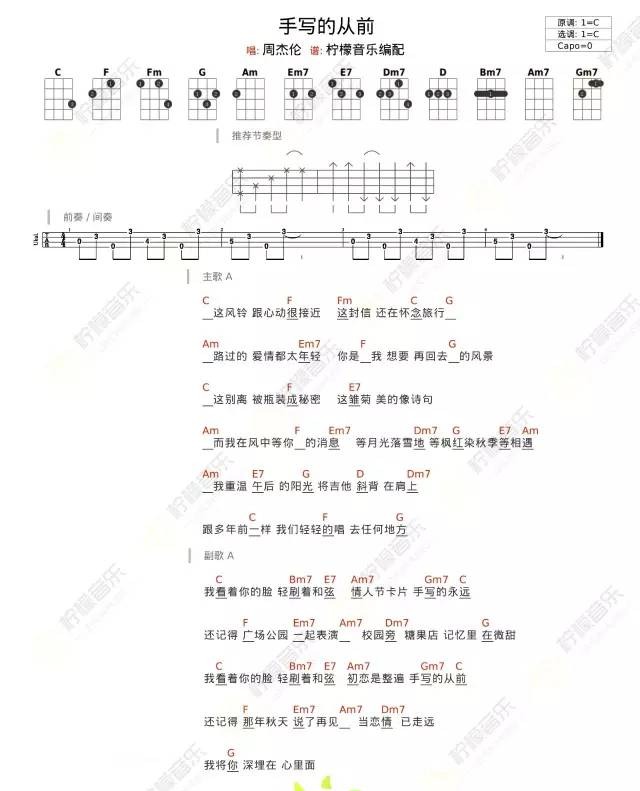 手写的从前
唱: 周杰伦 谱: 柠檬音乐编配
原调: 1=C
选调: 1=C
Capo=0
C F Fm G Am Em7 E7 Dm7 D Bm7 Am7 Gm7
推荐节奏型
前奏 / 间奏
主歌 A
C F Fm C G
__这风铃 跟心动很接近 这封信 还在怀念旅行__
Am Em7 F G
__路过的 爱情都太年轻 你是__我 想要 再回去__的风景
C F E7
__这别离 被瓶装成秘密 这雏菊 美的像诗句
Am F Em7 Dm7 G E7 Am
__而我在风中等你__的消息 等月光落雪地 等枫红染秋季等相遇
Am E7 G D Dm7
__我重温 午后 的阳光 将吉他 斜背 在肩上
C F G
跟多年前一样 我们轻轻的唱 去任何地方
副歌 A
C Bm7 E7 Am7 Gm7 C
我看着你的脸 轻刷着和弦 情人节卡片 手写的永远
F Em7 Am7 Dm7 G
还记得 广场公园 一起表演__ 校园旁 糖果店 记忆里 在微甜
C Bm7 E7 Am7 Gm7 C
我看着你的脸 轻刷着和弦 初恋是整遍 手写的从前
F Em7 Am7 Dm7
还记得 那年秋天 说了再见__ 当恋情 已走远
G
我将你 深埋在 心里面